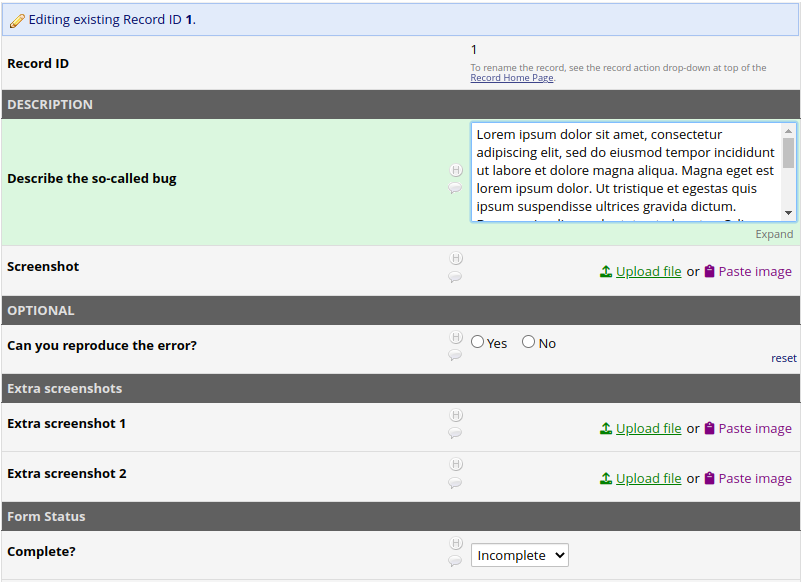 Editing existing Record ID 1.
Record ID
1
To rename the record, see the record action drop-down at top of the
Record Home Page.
DESCRIPTION
Describe the so-called bug
H
Lorem ipsum dolor sit amet, consectetur
adipiscing elit, sed do eiusmod tempor incididunt
ut labore et dolore magna aliqua. Magna eget est
lorem ipsum dolor. Ut tristique et egestas quis
ipsum suspendisse ultrices gravida dictum.
Expand
Screenshot
H
Upload file or Paste image
OPTIONAL
Can you reproduce the error?
H
Yes No
reset
Extra screenshots
Extra screenshot 1
H
Upload file or Paste image
Extra screenshot 2
H
Upload file or Paste image
Form Status
Complete?
H
Incomplete